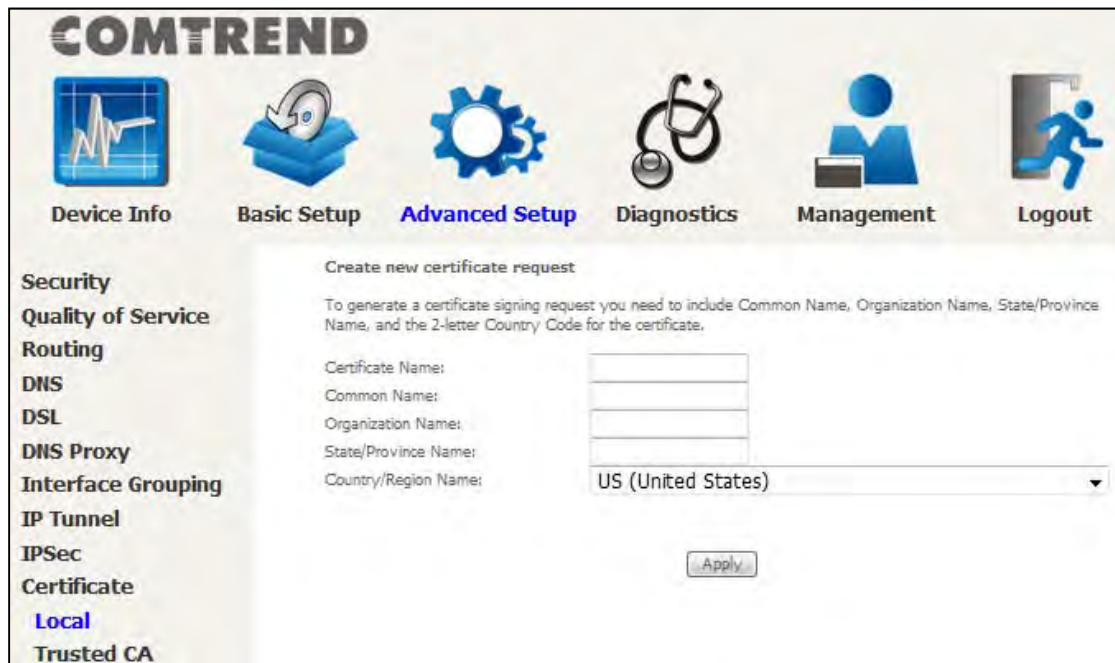 COMTREND
Device Info
Basic Setup
Advanced Setup
Diagnostics
Management
Logout
Security
Quality of Service
Routing
DNS
DSL
DNS Proxy
Interface Grouping
IP Tunnel
IPSec
Certificate
Local
Trusted CA
Create new certificate request
To generate a certificate signing request you need to include Common Name, Organization Name, State/Province
Name, and the 2-letter Country Code for the certificate.
Certificate Name:
Common Name:
Organization Name:
State/Province Name:
Country/Region Name: US (United States)
Apply